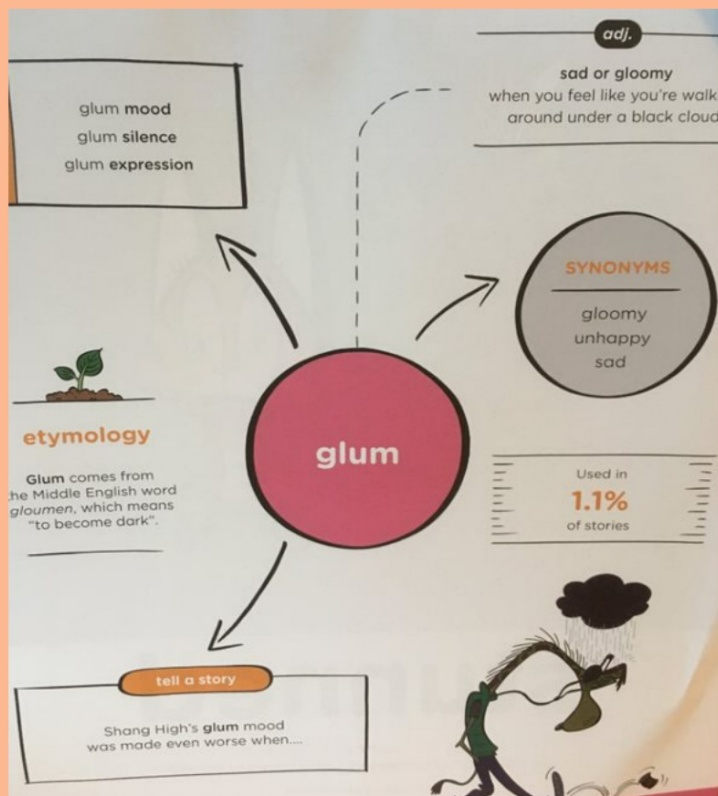 adj.
sad or gloomy
when you feel like you're walk
around under a black cloud
glum mood
glum silence
glum expression
SYNONYMS
gloomy
unhappy
sad
glum
etymology
Glum comes from
he Middle English word
gloumen, which means
"to become dark".
Used in
1.1%
of stories
tell a story
Shang High's glum mood
was made even worse when....